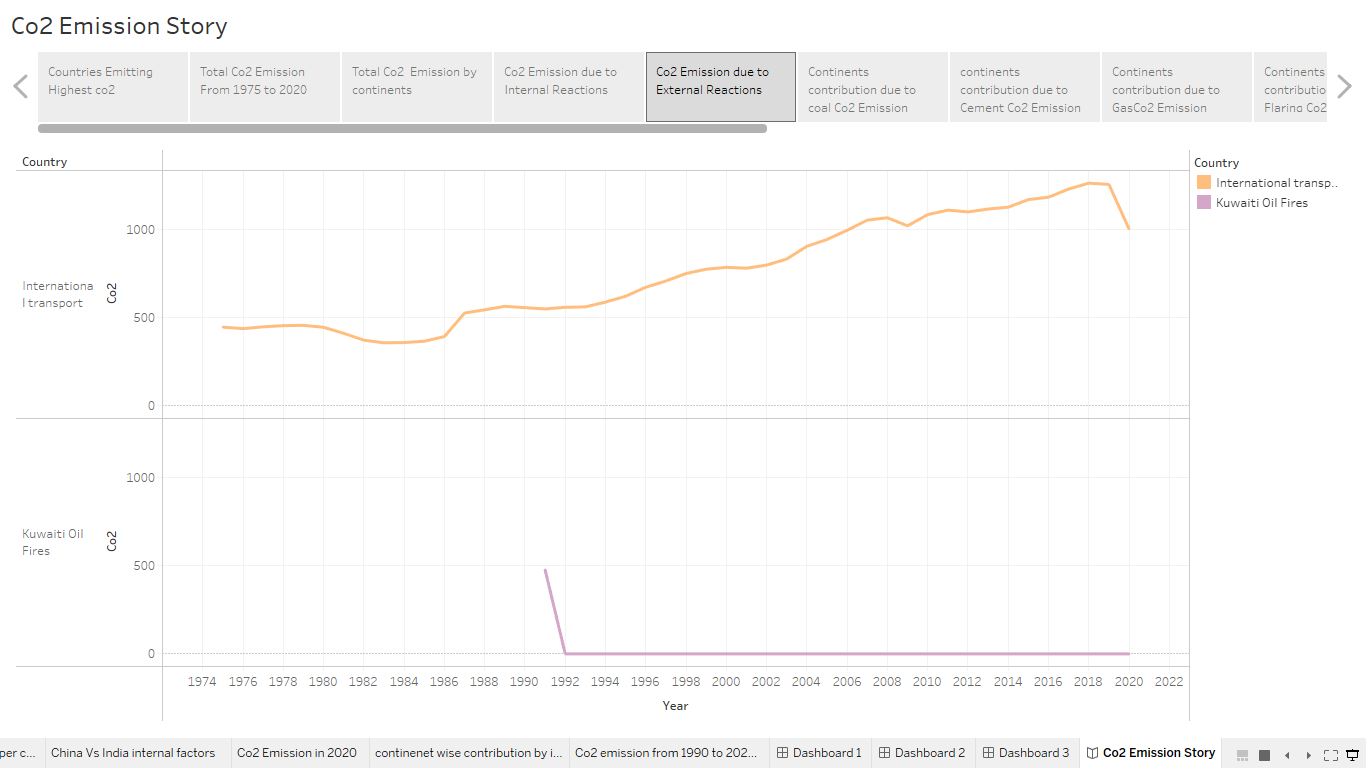 Co2 Emission Story
Countries Emitting
Highest co2
Total Co2 Emission
From 1975 to 2020
Total Co2 Emission by
continents
Co2 Emission due to
Internal Reactions
Co2 Emission due to
External Reactions
Continents
contribution due to
coal Co2 Emission
continents
contribution due to
Cement Co2 Emission
Continents
contribution due to
GasCo2 Emission
Continents
contributio
Flaring Co2
Country
Internationa
l transport
Co2
1000
500
0
Kuwaiti Oil
Fires
Co2
1000
500
0
1974 1976 1978 1980 1982 1984 1986 1988 1990 1992 1994 1996 1998 2000 2002 2004 2006 2008 2010 2012 2014 2016 2018 2020 2022
Year
Country
International transp..
Kuwaiti Oil Fires
per c... China Vs India internal factors Co2 Emission in 2020 continenet wise contribution by i... Co2 emission from 1990 to 202... Dashboard 1 Dashboard 2 Dashboard 3 Co2 Emission Story